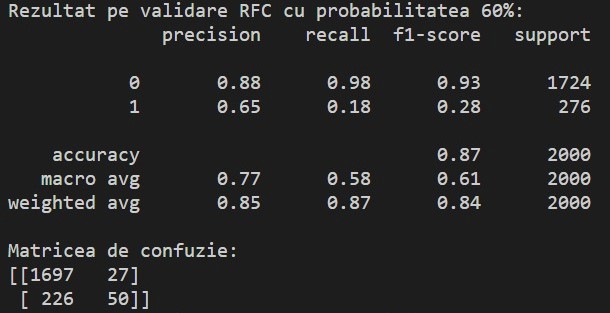 Rezultat pe validare RFC cu probabilitatea 60%:
              precision    recall  f1-score   support

           0       0.88      0.98      0.93      1724
           1       0.65      0.18      0.28       276

    accuracy                           0.87      2000
   macro avg       0.77      0.58      0.61      2000
weighted avg       0.85      0.87      0.84      2000

Matricea de confuzie:
[[1697   27]
 [ 226   50]]